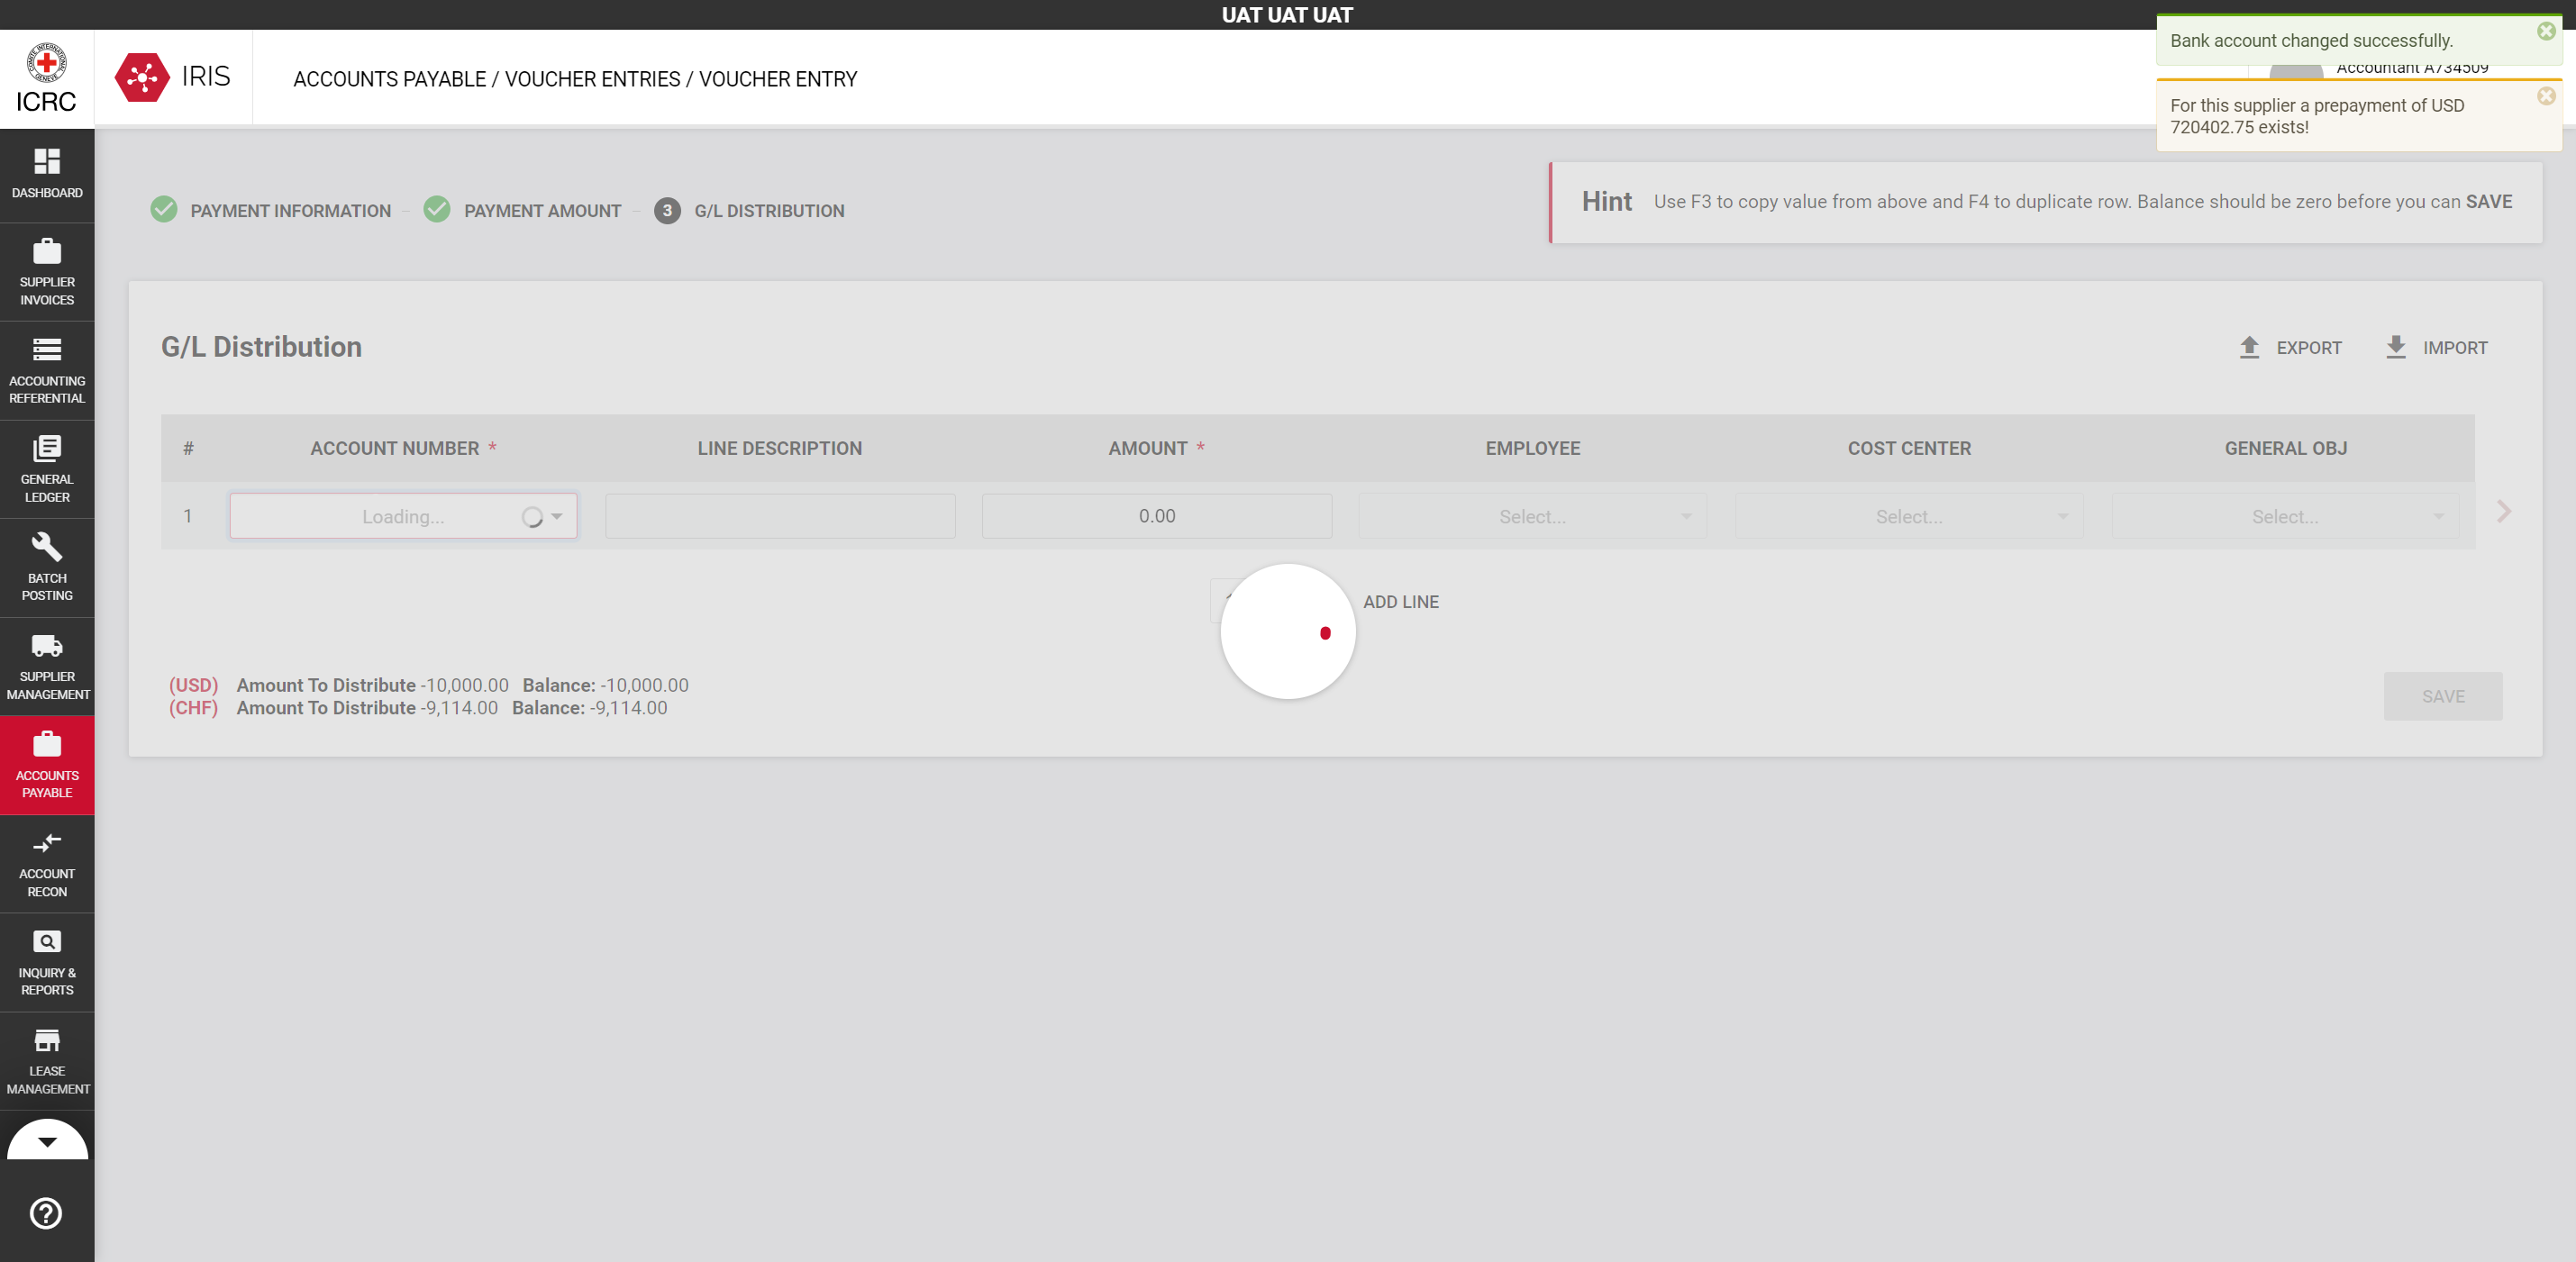 UAT UAT UAT
COMITE INTERNATIONAL GENEVE
ICRC
IRIS
ACCOUNTS PAYABLE / VOUCHER ENTRIES / VOUCHER ENTRY
Bank account changed successfully.
Accountant A734509
For this supplier a prepayment of USD
720402.75 exists!
DASHBOARD
SUPPLIER
INVOICES
ACCOUNTING
REFERENTIAL
GENERAL
LEDGER
BATCH
POSTING
SUPPLIER
MANAGEMENT
ACCOUNTS
PAYABLE
ACCOUNT
RECON
INQUIRY &
REPORTS
LEASE
MANAGEMENT
PAYMENT INFORMATION
PAYMENT AMOUNT
3 G/L DISTRIBUTION
Hint Use F3 to copy value from above and F4 to duplicate row. Balance should be zero before you can SAVE
G/L Distribution
EXPORT
IMPORT
# ACCOUNT NUMBER * LINE DESCRIPTION AMOUNT * EMPLOYEE COST CENTER GENERAL OBJ
1 Loading... 0.00 Select... Select... Select...
ADD LINE
(USD) Amount To Distribute -10,000.00 Balance: -10,000.00
(CHF) Amount To Distribute -9,114.00 Balance: -9,114.00
SAVE